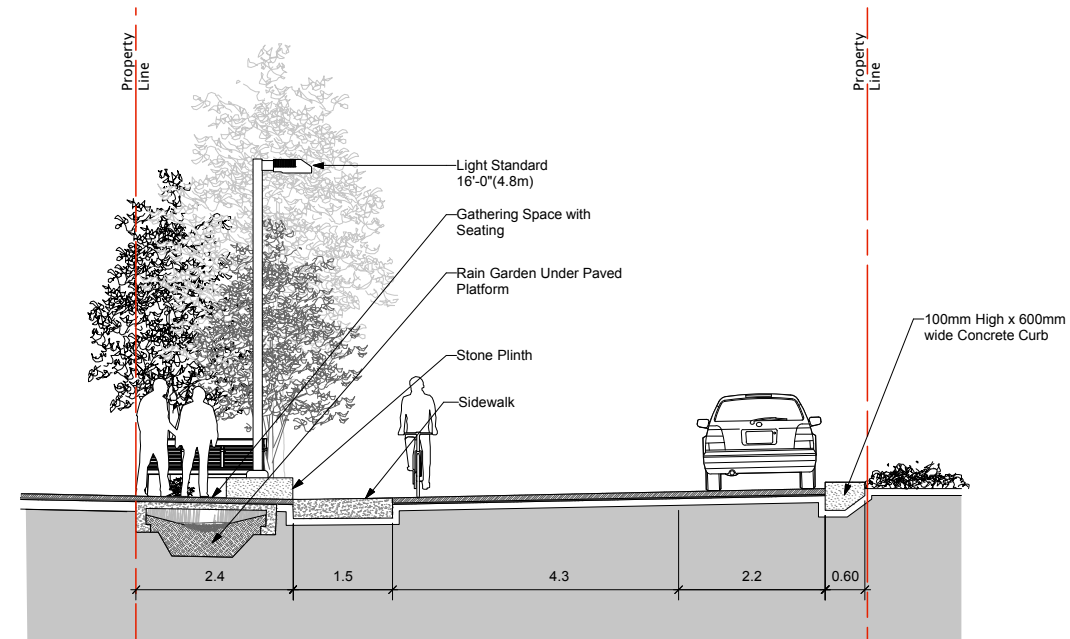 Property
Line
Property
Line
Light Standard
16'-0"(4.8m)
Gathering Space with
Seating
Rain Garden Under Paved
Platform
100mm High x 600mm
wide Concrete Curb
Stone Plinth
Sidewalk
2.4
1.5
4.3
2.2
0.60